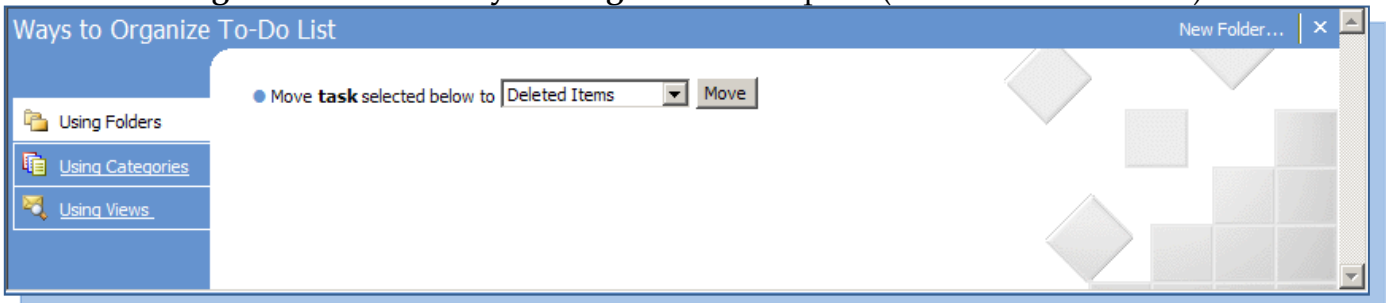 Ways to Organize To-Do List
New Folder... ×
Move task selected below to Deleted Items Move
Using Folders
Using Categories
Using Views